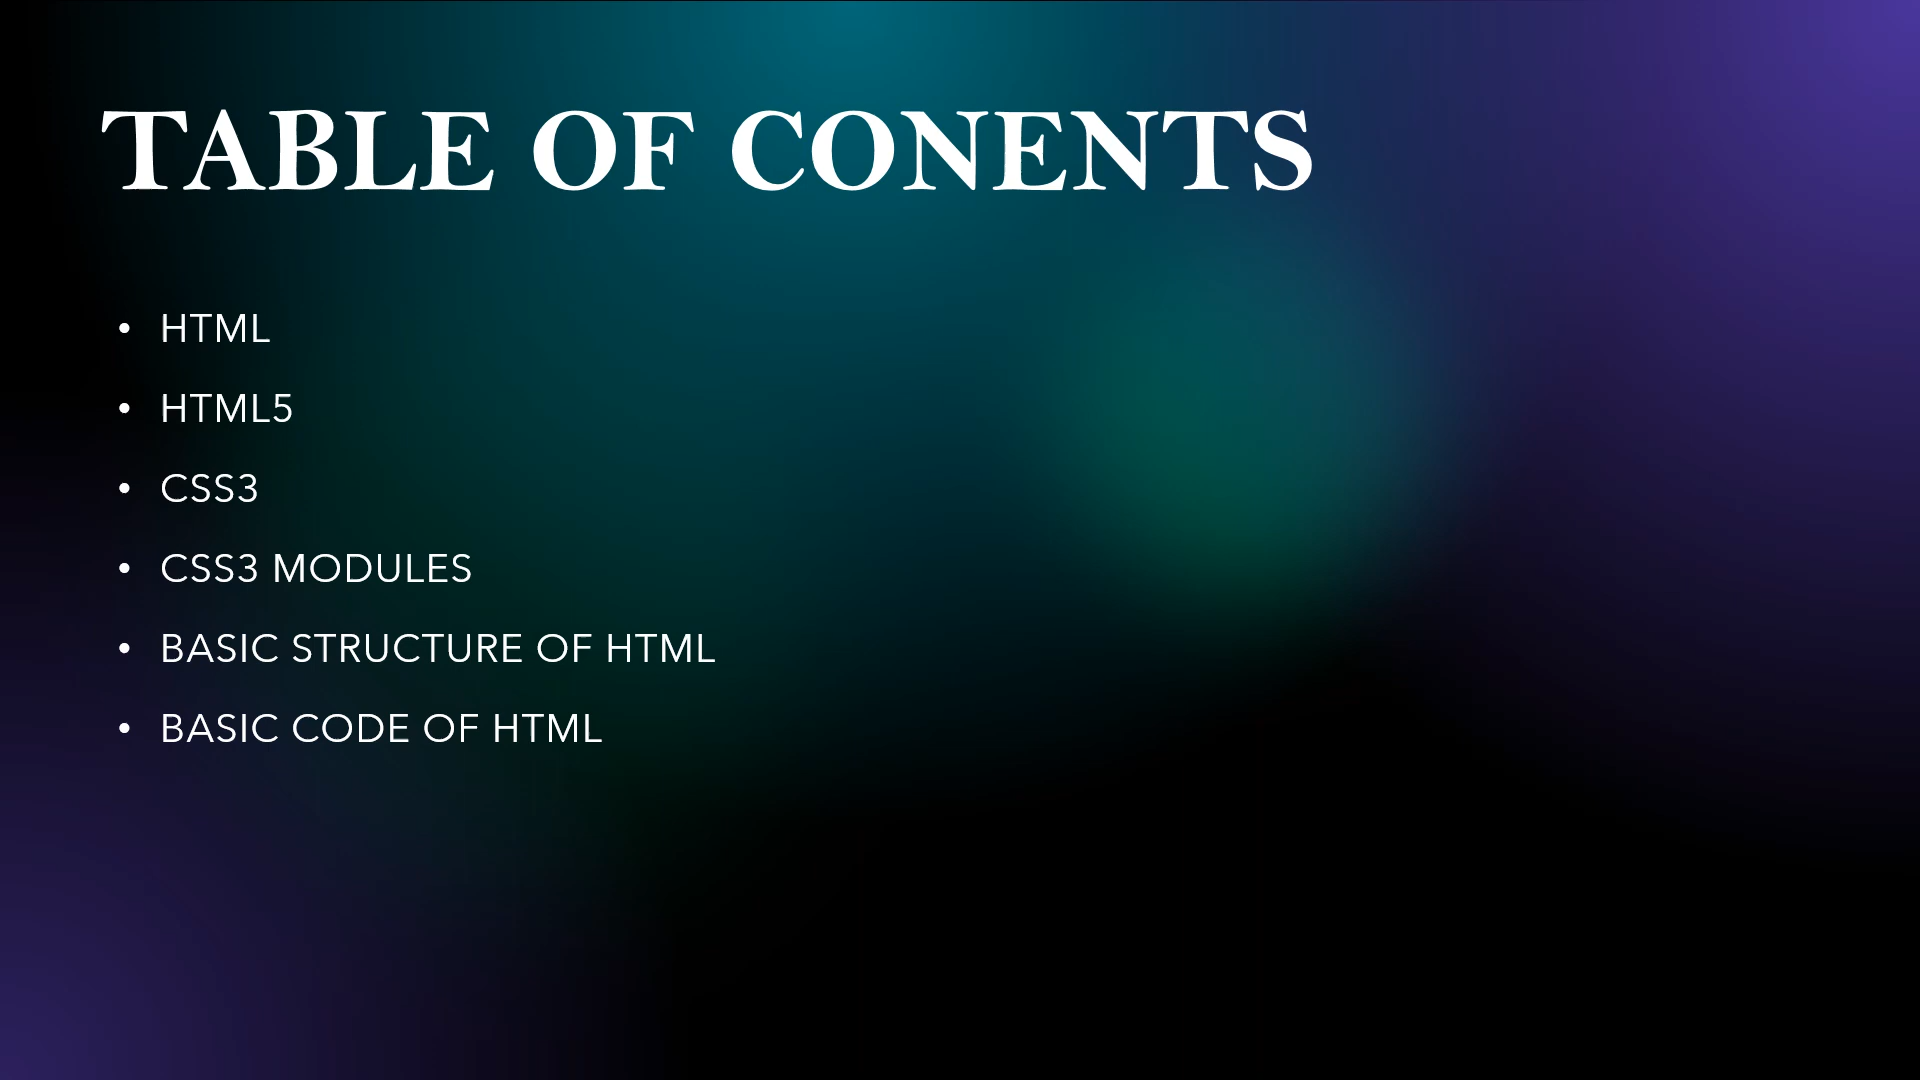 TABLE OF CONENTS
• HTML
• HTML5
• CSS3
• CSS3 MODULES
• BASIC STRUCTURE OF HTML
• BASIC CODE OF HTML